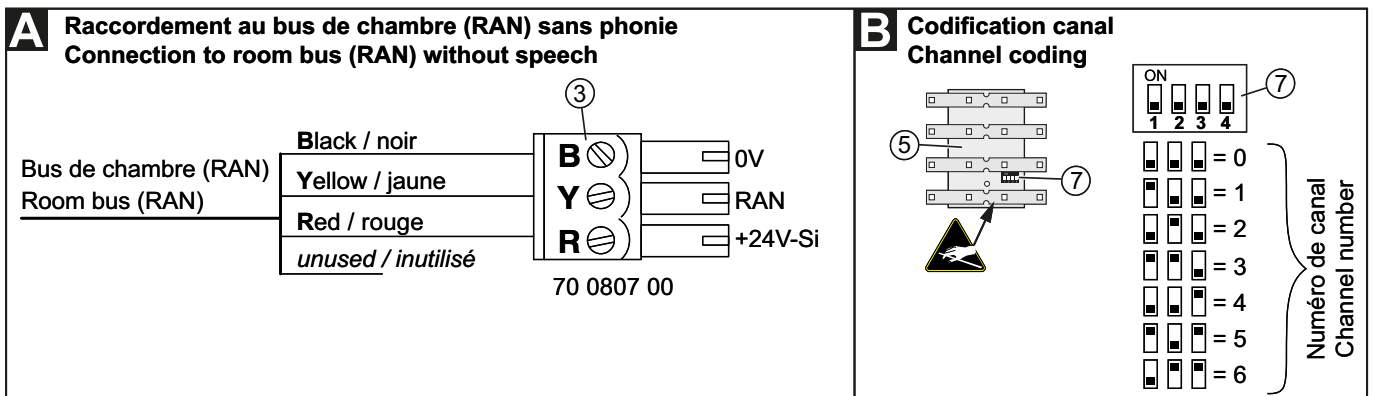 A
Raccordement au bus de chambre (RAN) sans phonie
Connection to room bus (RAN) without speech
3
Bus de chambre (RAN)
Room bus (RAN)
Black / noir
Yellow / jaune
Red / rouge
unused / inutilisé
B
Y
R
0V
RAN
+24V-Si
70 0807 00
B
Codification canal
Channel coding
5
7
ON
1 2 3 4
7
= 0
= 1
= 2
= 3
= 4
= 5
= 6
Numéro de canal
Channel number